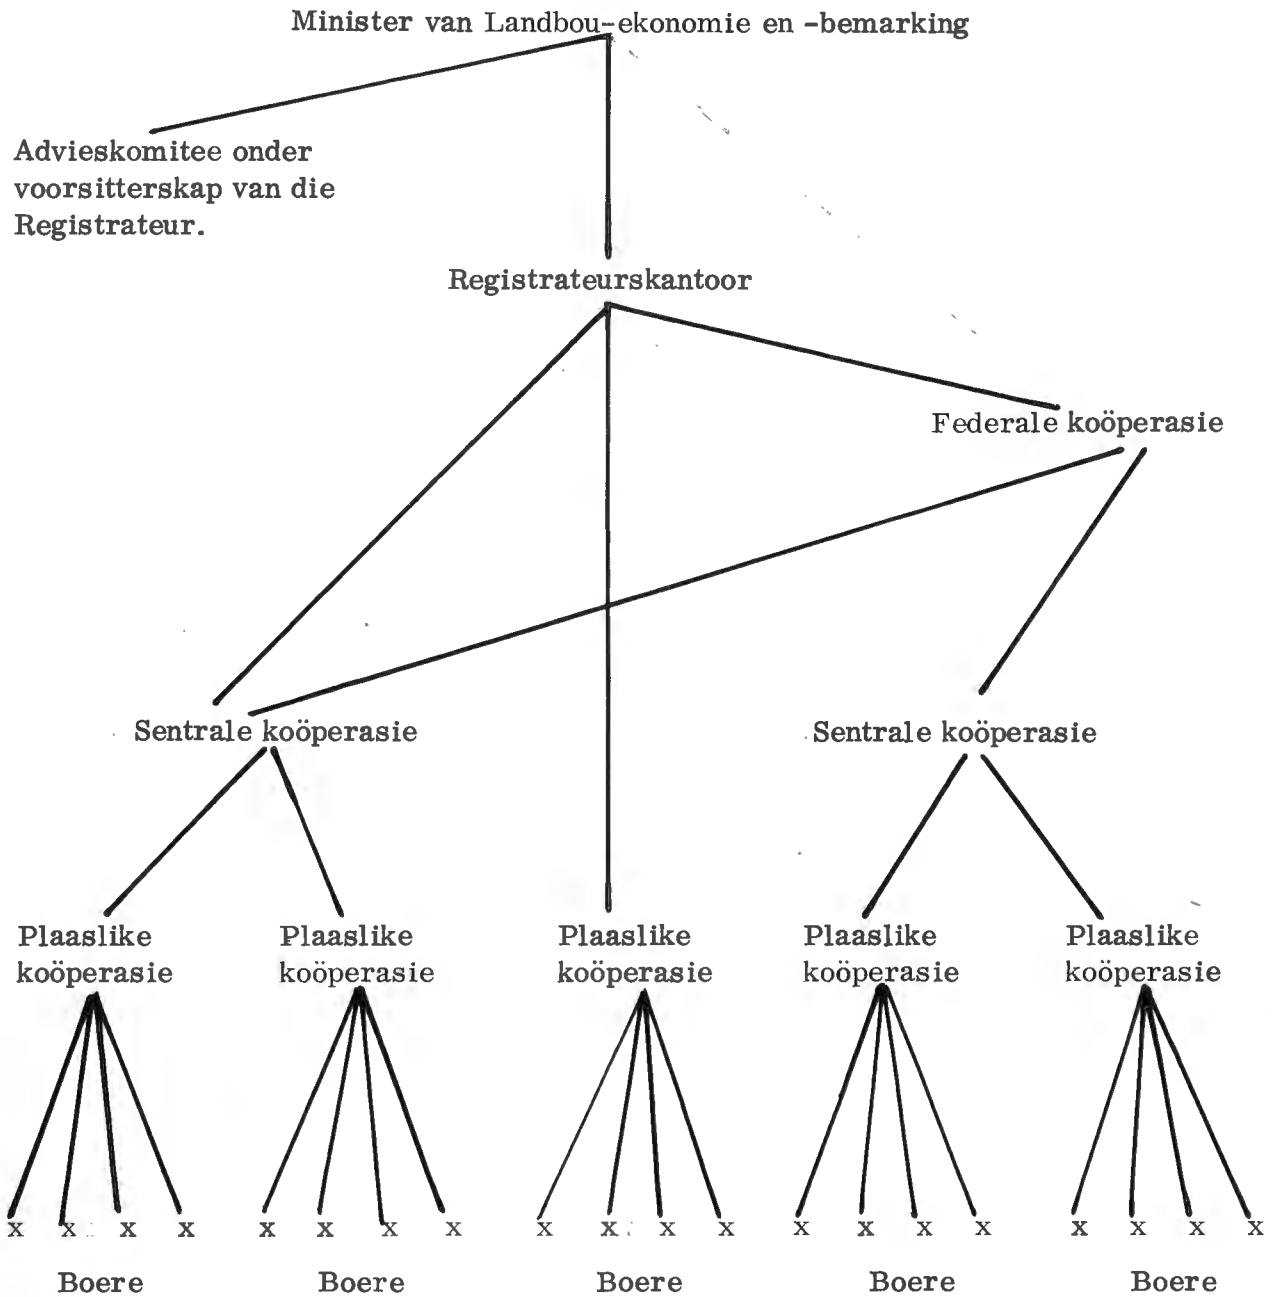 Minister van Landbou-ekonomie en -bemarking
Advieskomitee onder
voorsitterskap van die
Registrateur.
Registrateurskantoor
Federale koöperasie
Sentrale koöperasie
Sentrale koöperasie
Plaaslike
koöperasie
Plaaslike
koöperasie
Plaaslike
koöperasie
Plaaslike
koöperasie
Plaaslike
koöperasie
x x x x
x x x x
x x x x
x x x x
x x x x
Boere
Boere
Boere
Boere
Boere